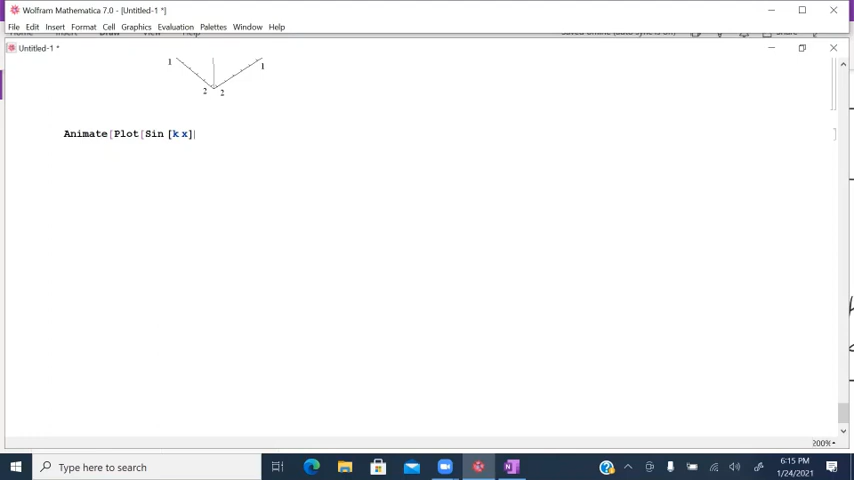 Wolfram Mathematica 7.0 - [Untitled-1 *]
File Edit Insert Format Cell Graphics Evaluation Palettes Window Help
Untitled-1 *
1 1
2 2
Animate[Plot[Sin [k x]
200%
Type here to search
6:15 PM
1/24/2021